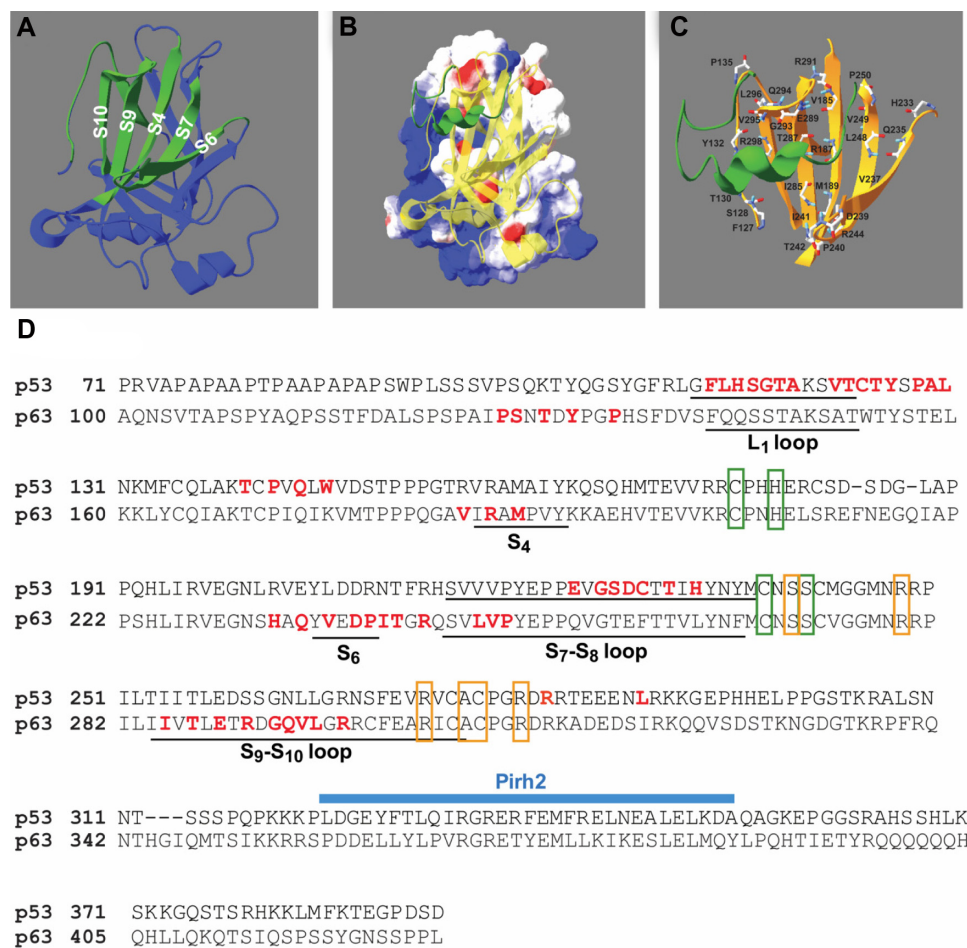 A
B
C
S10
S9
S4
S7
S6
P135
R291
L296
Q294
P250
V185
H233
V295
G293
E289
V249
Q235
Y132
R298
T287
L248
R187
V237
T130
I285
M189
S128
I241
D239
F127
R244
T242
P240
D
p53 71 PRVAPAPAAPTPAAPAPAPSWPLSSSVPSQKTYQGSYGFRLGFLHSGTAKSVTCTYSPAL
p63 100 AQNSVTAPSPYAQPSSTFDALSPSPAIPSNTDYPGPHSFDVSFQQSSTAKSATWTYSTEL
L1 loop
p53 131 NKMFCQLAKTCPVQLWVDSTPPPGTRVRAMAIYKQSQHMTEVVRRCPHHERCSD-SDG-LAP
p63 160 KKLYCQIAKTCPIQIKVMTPPPQGAVIRAMPVYKKAEHVTEVVKRCPNHELSREFNEGQIAP
S4
p53 191 PQHLIRVEGNLRVEYLDDRNTFRHSVVVPYEPPEVGSDCTTIHYNYMCNSSCMGGMNRRP
p63 222 PSHLIRVEGNSHAQYVEDPITGRQSVLVPYEPPQVGTEFTTVLYNFMCNSSCVGGMNRRP
S6
S7-S8 loop
p53 251 ILTIITLEDSSGNLLGRNSFEVRVCACPGRDRRTEEENLRKKGEPHHELPPGSTKRALSN
p63 282 ILIIVTLETRDGQVLGRRCFEARICACPGRDRKADEDSIRKQQVSDSTKNGDGTKRPFRQ
S9-S10 loop
Pirh2
p53 311 NT---SSSPQPKKKPLDGEYFTLQIRGRERFEMFRELNEALELKDAQAGKEPGGSRAHSSHLK
p63 342 NTHGIQMTSIKKRRSPDDELLYLPVRGRETYEMLLKIKESLELMQYLPQHTIETYRQQQQQQH
p53 371 SKKGQSTSRHKKLMFKTEGPDSD
p63 405 QHLLQKQTSIQSPSSYGNSSPPL